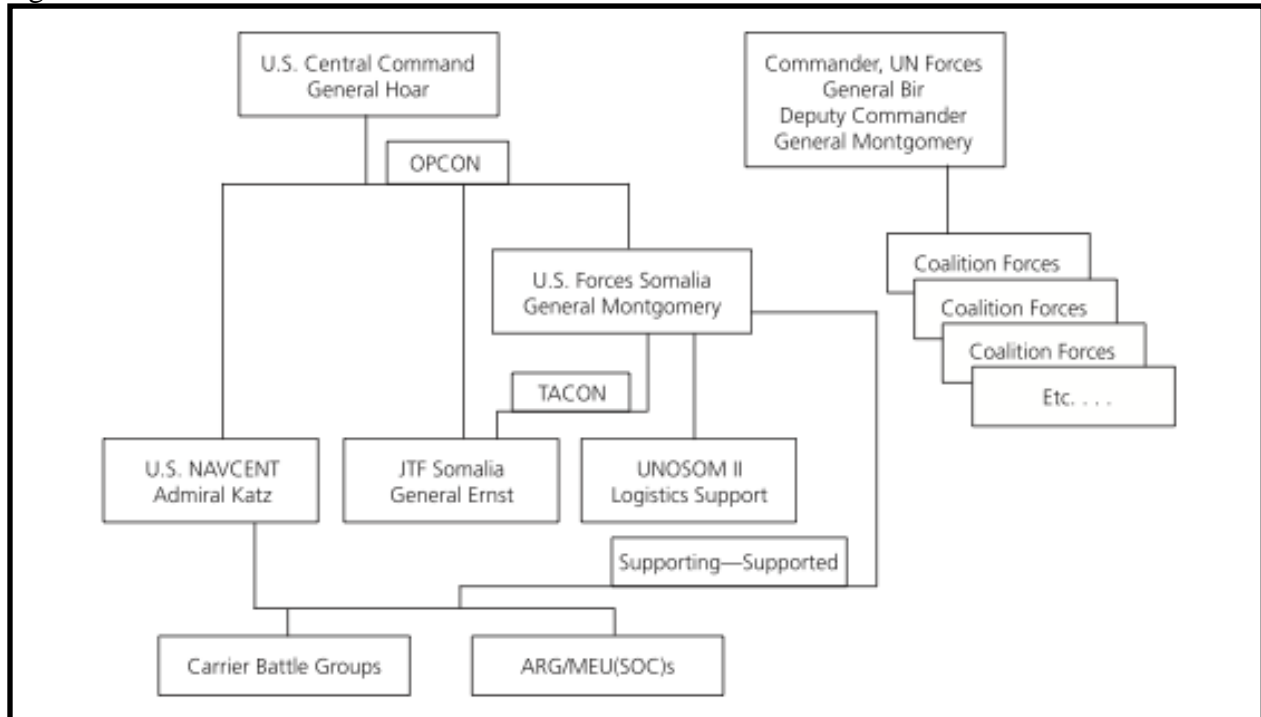 U.S. Central Command
General Hoar
Commander, UN Forces
General Bir
Deputy Commander
General Montgomery
OPCON
U.S. Forces Somalia
General Montgomery
Coalition Forces
Coalition Forces
Coalition Forces
Etc. . . .
TACON
U.S. NAVCENT
Admiral Katz
JTF Somalia
General Ernst
UNOSOM II
Logistics Support
Supporting—Supported
Carrier Battle Groups
ARG/MEU(SOC)s